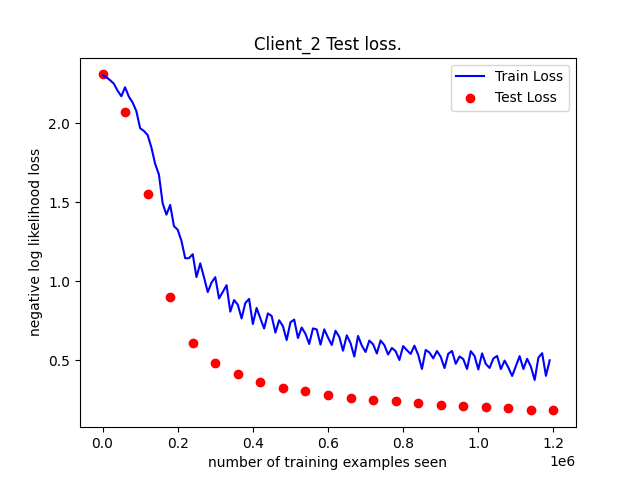 Client_2 Test loss.
Train Loss
Test Loss
negative log likelihood loss
2.0
1.5
1.0
0.5
0.0 0.2 0.4 0.6 0.8 1.0 1.2
1e6
number of training examples seen